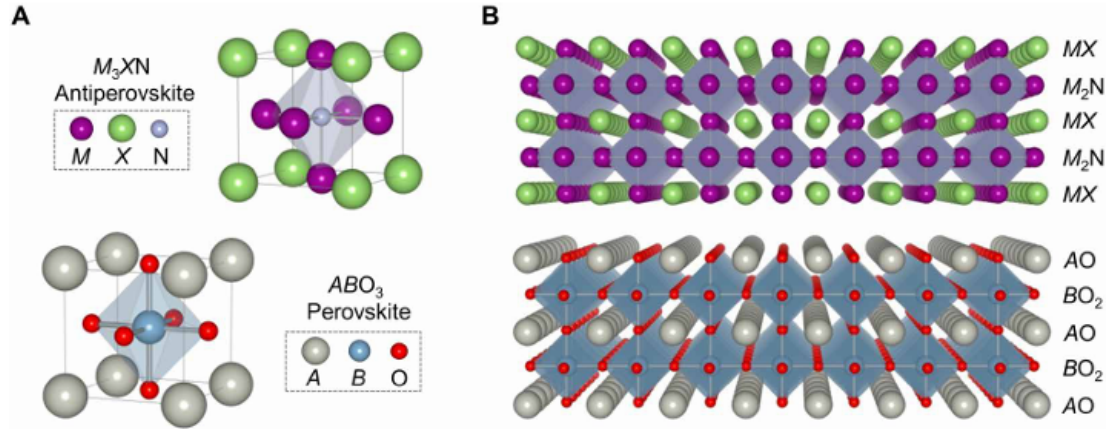 A
M₃XN
Antiperovskite
M X N
ABO₃
Perovskite
A B O
B
MX
M₂N
MX
M₂N
MX
AO
BO₂
AO
BO₂
AO